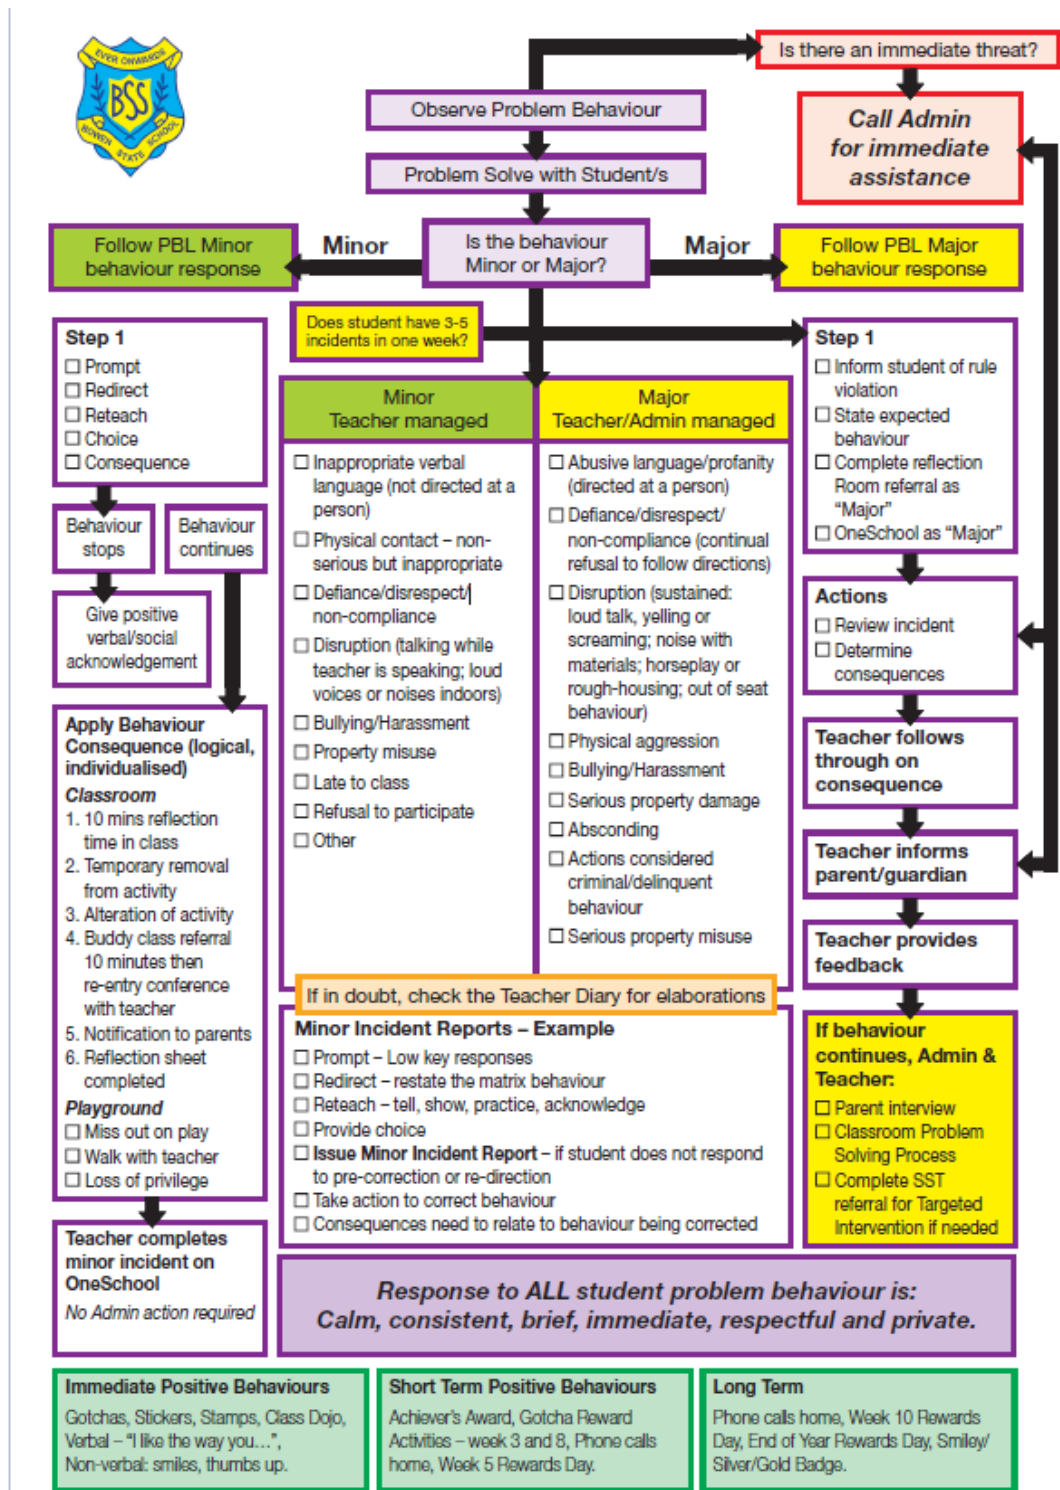 EVER ONWARDS
BSS
BOWEN STATE SCHOOL
Is there an immediate threat?
Call Admin
for immediate
assistance
Observe Problem Behaviour
Problem Solve with Student/s
Is the behaviour
Minor or Major?
Minor
Major
Follow PBL Minor
behaviour response
Follow PBL Major
behaviour response
Does student have 3-5
incidents in one week?
Step 1
☐ Prompt
☐ Redirect
☐ Reteach
☐ Choice
☐ Consequence
Behaviour
stops
Behaviour
continues
Give positive
verbal/social
acknowledgement
Apply Behaviour
Consequence (logical,
individualised)
Classroom
1. 10 mins reflection
time in class
2. Temporary removal
from activity
3. Alteration of activity
4. Buddy class referral
10 minutes then
re-entry conference
with teacher
5. Notification to parents
6. Reflection sheet
completed
Playground
☐ Miss out on play
☐ Walk with teacher
☐ Loss of privilege
Teacher completes
minor incident on
OneSchool
No Admin action required
Minor
Teacher managed
☐ Inappropriate verbal
language (not directed at a
person)
☐ Physical contact – non-
serious but inappropriate
☐ Defiance/disrespect/
non-compliance
☐ Disruption (talking while
teacher is speaking; loud
voices or noises indoors)
☐ Bullying/Harassment
☐ Property misuse
☐ Late to class
☐ Refusal to participate
☐ Other
Major
Teacher/Admin managed
☐ Abusive language/profanity
(directed at a person)
☐ Defiance/disrespect/
non-compliance (continual
refusal to follow directions)
☐ Disruption (sustained:
loud talk, yelling or
screaming; noise with
materials; horseplay or
rough-housing; out of seat
behaviour)
☐ Physical aggression
☐ Bullying/Harassment
☐ Serious property damage
☐ Absconding
☐ Actions considered
criminal/delinquent
behaviour
☐ Serious property misuse
If in doubt, check the Teacher Diary for elaborations
Minor Incident Reports – Example
☐ Prompt – Low key responses
☐ Redirect – restate the matrix behaviour
☐ Reteach – tell, show, practice, acknowledge
☐ Provide choice
☐ Issue Minor Incident Report – if student does not respond
to pre-correction or re-direction
☐ Take action to correct behaviour
☐ Consequences need to relate to behaviour being corrected
Step 1
☐ Inform student of rule
violation
☐ State expected
behaviour
☐ Complete reflection
Room referral as
“Major”
☐ OneSchool as “Major”
Actions
☐ Review incident
☐ Determine
consequences
Teacher follows
through on
consequence
Teacher informs
parent/guardian
Teacher provides
feedback
If behaviour
continues, Admin &
Teacher:
☐ Parent interview
☐ Classroom Problem
Solving Process
☐ Complete SST
referral for Targeted
Intervention if needed
Response to ALL student problem behaviour is:
Calm, consistent, brief, immediate, respectful and private.
Immediate Positive Behaviours
Gotchas, Stickers, Stamps, Class Dojo,
Verbal – “I like the way you...”,
Non-verbal: smiles, thumbs up.
Short Term Positive Behaviours
Achiever’s Award, Gotcha Reward
Activities – week 3 and 8, Phone calls
home, Week 5 Rewards Day.
Long Term
Phone calls home, Week 10 Rewards
Day, End of Year Rewards Day, Smiley/
Silver/Gold Badge.